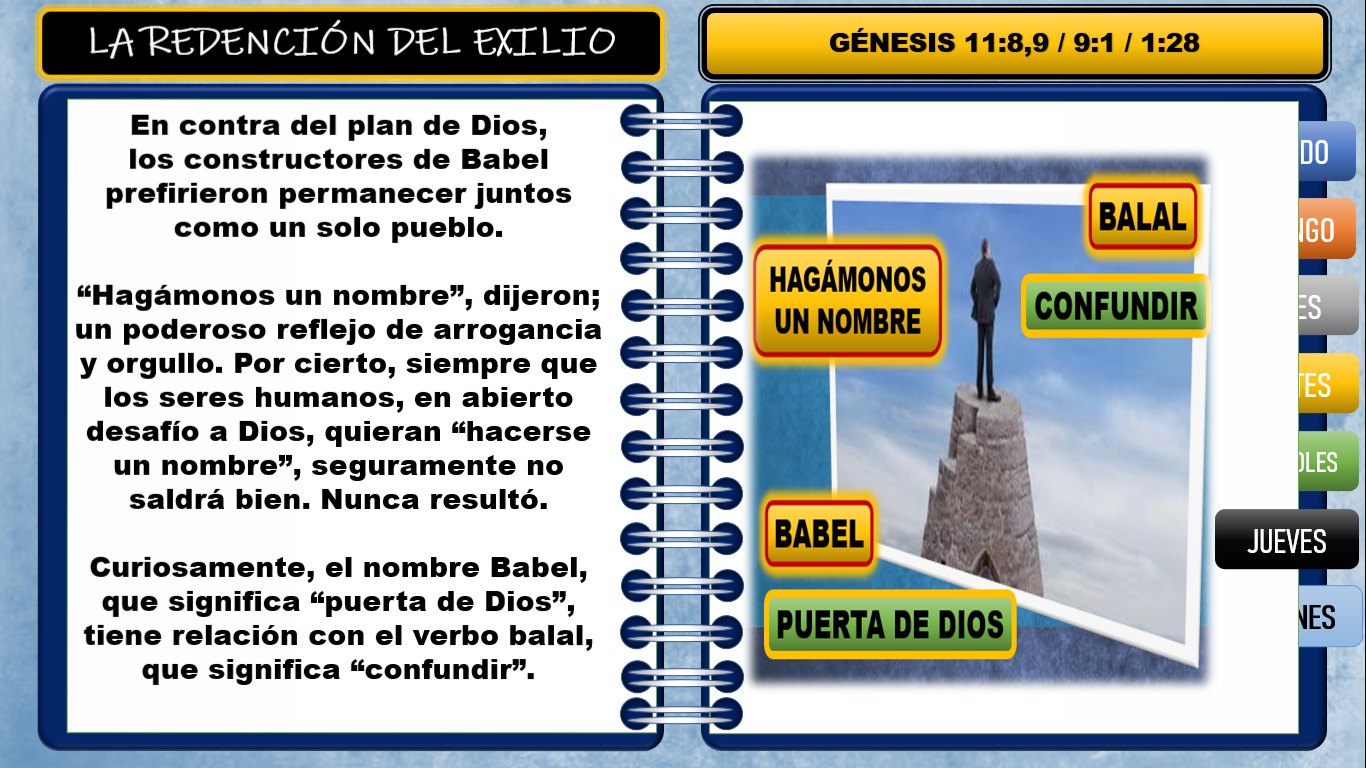 LA REDENCIÓN DEL EXILIO
GÉNESIS 11:8,9 / 9:1 / 1:28
En contra del plan de Dios,
los constructores de Babel
prefirieron permanecer juntos
como un solo pueblo.
“Hagámonos un nombre”, dijeron;
un poderoso reflejo de arrogancia
y orgullo. Por cierto, siempre que
los seres humanos, en abierto
desafío a Dios, quieran “hacerse
un nombre”, seguramente no
saldrá bien. Nunca resultó.
Curiosamente, el nombre Babel,
que significa “puerta de Dios”,
tiene relación con el verbo balal,
que significa “confundir”.
BALAL
HAGÁMONOS
UN NOMBRE
CONFUNDIR
BABEL
PUERTA DE DIOS
JUEVES